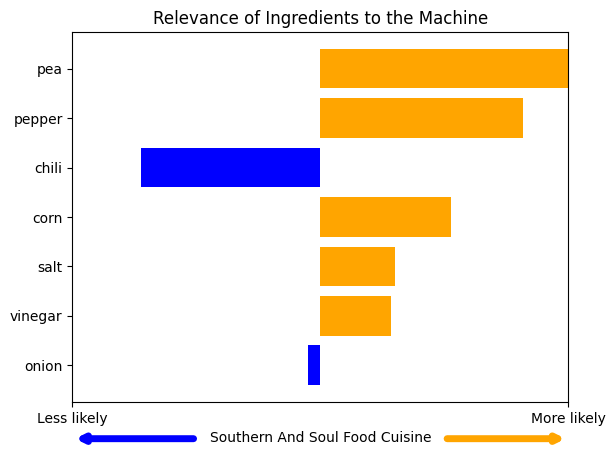 Relevance of Ingredients to the Machine
pea
pepper
chili
corn
salt
vinegar
onion
Less likely More likely
Southern And Soul Food Cuisine